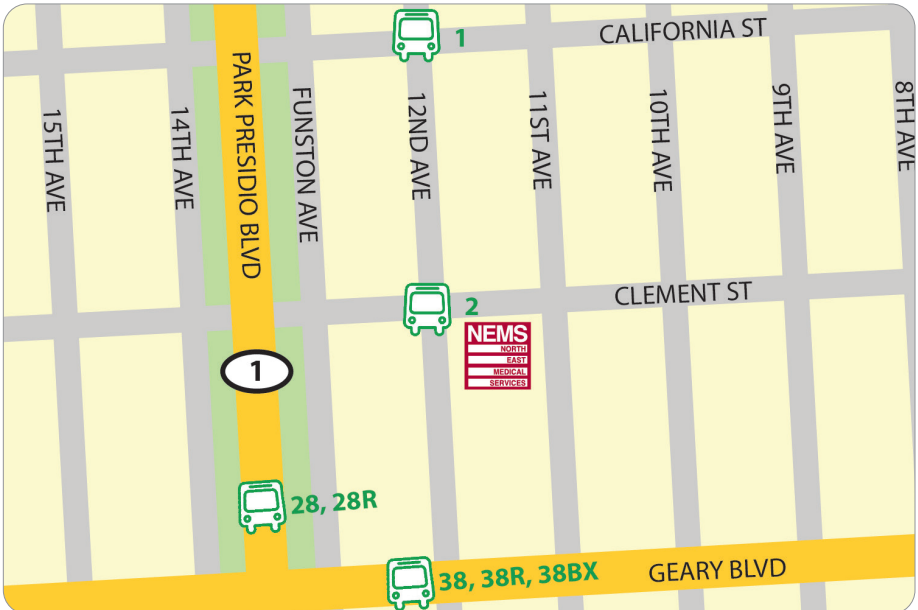 1
CALIFORNIA ST
PARK PRESIDIO BLVD
FUNSTON AVE
15TH AVE
14TH AVE
12ND AVE
11ST AVE
10TH AVE
9TH AVE
8TH AVE
2
CLEMENT ST
NEMS
NORTH
EAST
MEDICAL
SERVICES
1
28, 28R
38, 38R, 38BX
GEARY BLVD